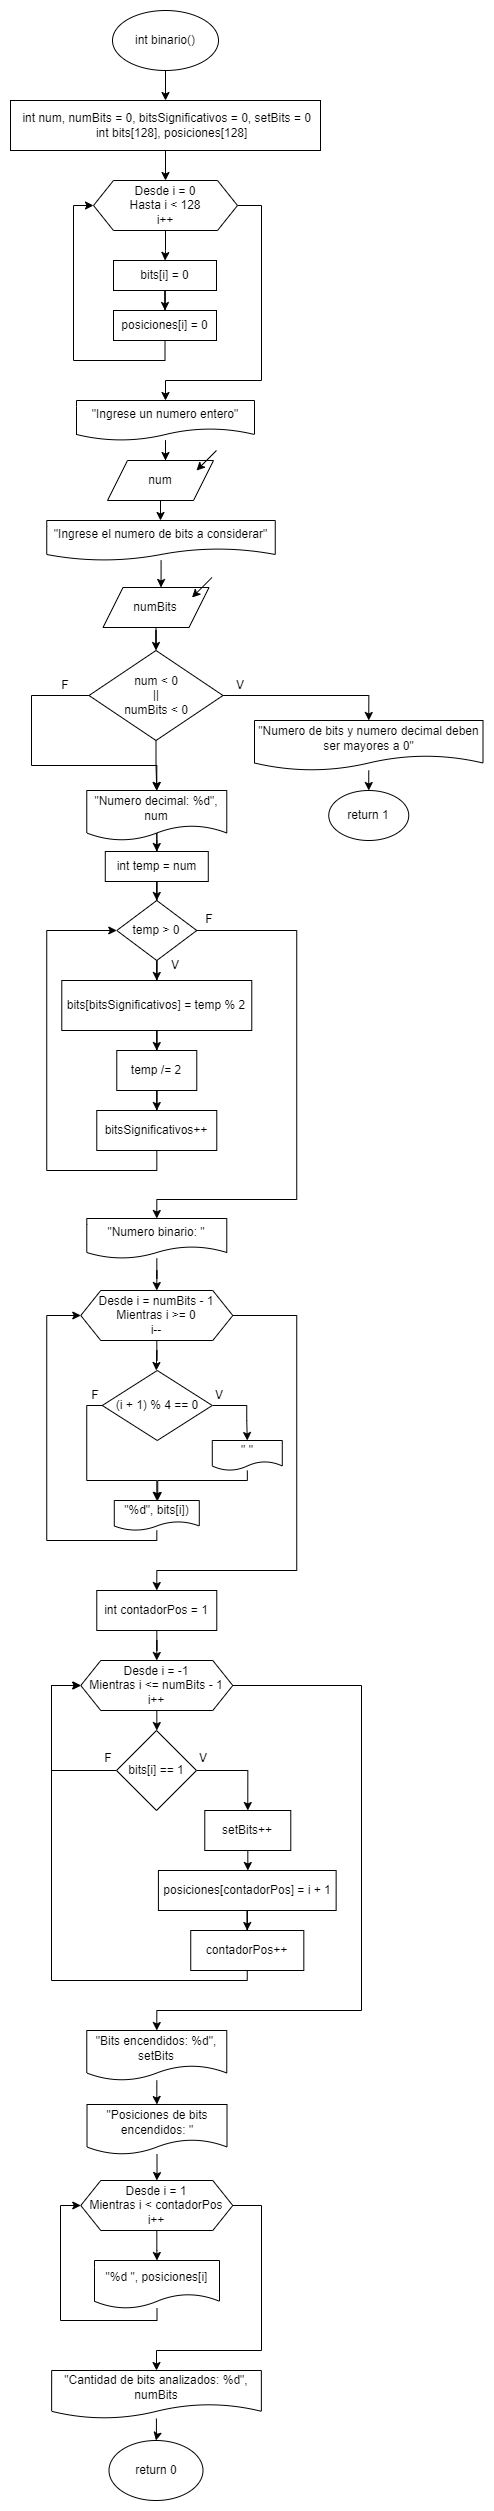 int binario()
int num, numBits = 0, bitsSignificativos = 0, setBits = 0
int bits[128], posiciones[128]
Desde i = 0
Hasta i < 128
i++
bits[i] = 0
posiciones[i] = 0
"Ingrese un numero entero"
num
"Ingrese el numero de bits a considerar"
numBits
F
num < 0
||
numBits < 0
V
"Numero de bits y numero decimal deben
ser mayores a 0"
return 1
"Numero decimal: %d",
num
int temp = num
temp > 0
F
V
bits[bitsSignificativos] = temp % 2
temp /= 2
bitsSignificativos++
"Numero binario: "
Desde i = numBits - 1
Mientras i >= 0
i--
F
(i + 1) % 4 == 0
V
" "
"%d", bits[i])
int contadorPos = 1
Desde i = -1
Mientras i <= numBits - 1
i++
F
bits[i] == 1
V
setBits++
posiciones[contadorPos] = i + 1
contadorPos++
"Bits encendidos: %d",
setBits
"Posiciones de bits
encendidos: "
Desde i = 1
Mientras i < contadorPos
i++
"%d ", posiciones[i]
"Cantidad de bits analizados: %d",
numBits
return 0